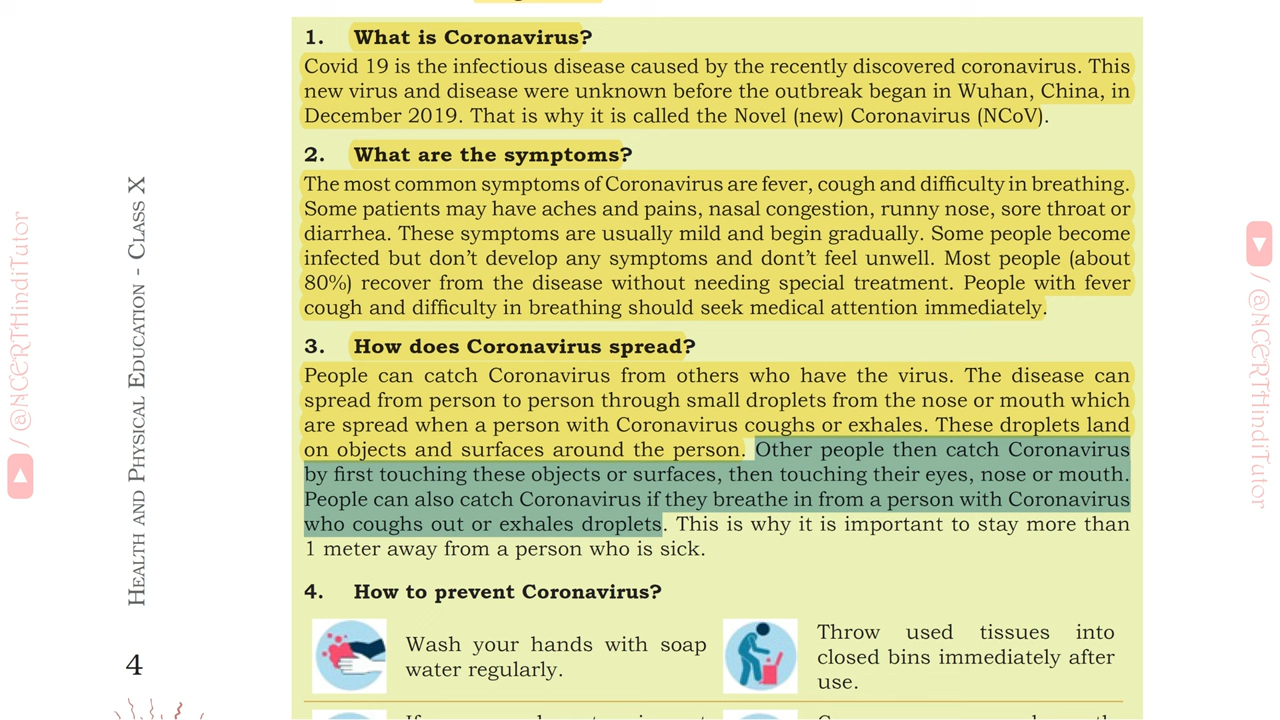 1. What is Coronavirus?
Covid 19 is the infectious disease caused by the recently discovered coronavirus. This
new virus and disease were unknown before the outbreak began in Wuhan, China, in
December 2019. That is why it is called the Novel (new) Coronavirus (NCoV).
2. What are the symptoms?
The most common symptoms of Coronavirus are fever, cough and difficulty in breathing.
Some patients may have aches and pains, nasal congestion, runny nose, sore throat or
diarrhea. These symptoms are usually mild and begin gradually. Some people become
infected but don’t develop any symptoms and dont’t feel unwell. Most people (about
80%) recover from the disease without needing special treatment. People with fever
cough and difficulty in breathing should seek medical attention immediately.
3. How does Coronavirus spread?
People can catch Coronavirus from others who have the virus. The disease can
spread from person to person through small droplets from the nose or mouth which
are spread when a person with Coronavirus coughs or exhales. These droplets land
on objects and surfaces around the person. Other people then catch Coronavirus
by first touching these objects or surfaces, then touching their eyes, nose or mouth.
People can also catch Coronavirus if they breathe in from a person with Coronavirus
who coughs out or exhales droplets. This is why it is important to stay more than
1 meter away from a person who is sick.
4. How to prevent Coronavirus?
Wash your hands with soap
water regularly.
Throw used tissues into
closed bins immediately after
use.
HEALTH AND PHYSICAL EDUCATION - CLASS X
4
/ @NCERTHindiTutor
/ @NCERTHindiTutor